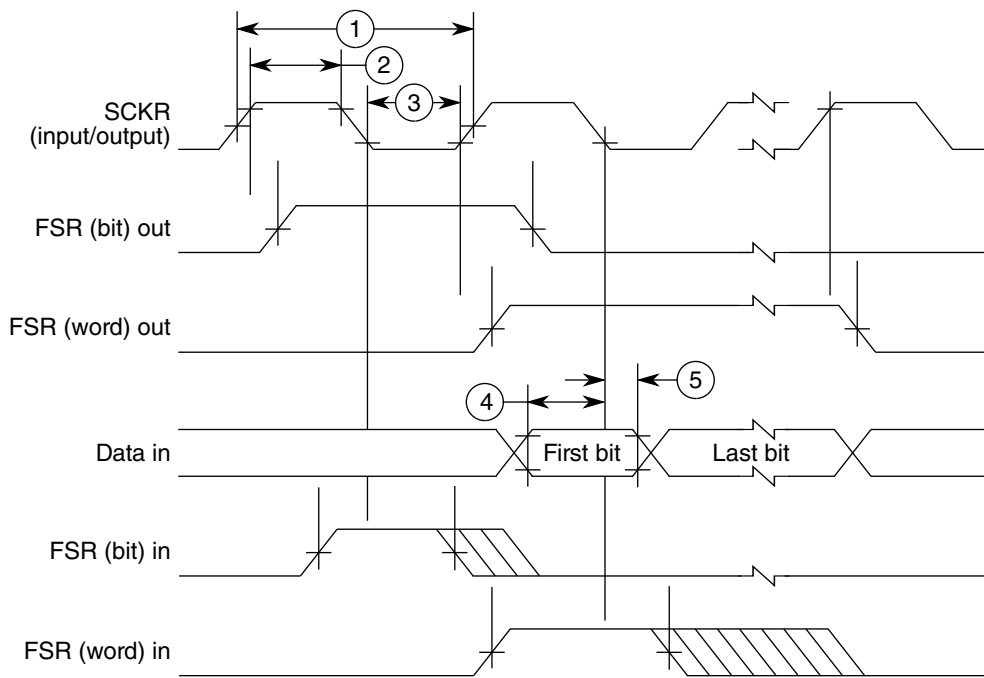 1
2
3
SCKR
(input/output)
FSR (bit) out
FSR (word) out
4
5
Data in
First bit
Last bit
FSR (bit) in
FSR (word) in